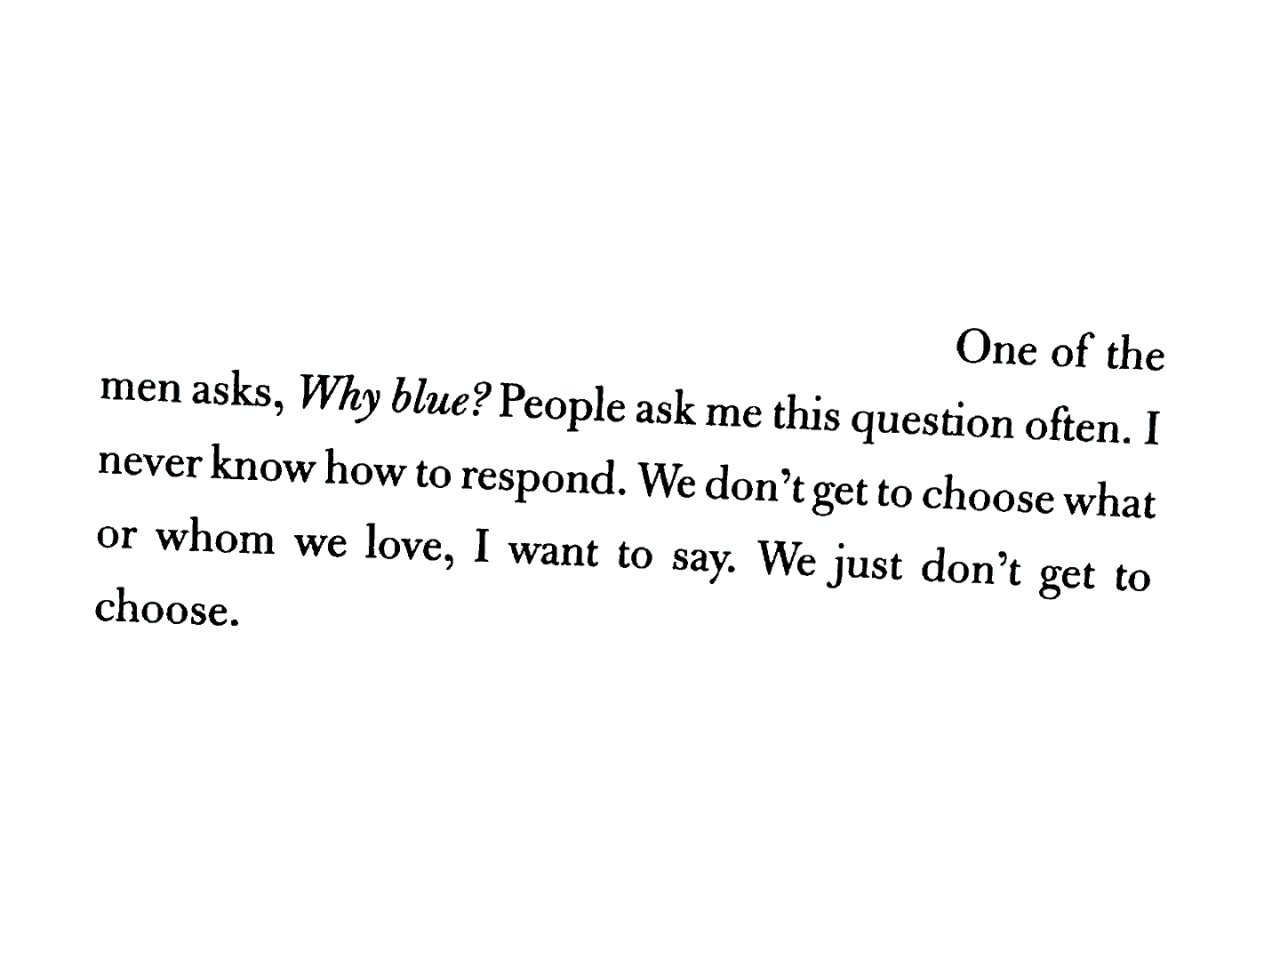 One of the
men asks, Why blue? People ask me this question often. I
never know how to respond. We don't get to choose what
or whom we love, I want to say. We just don't get to
choose.